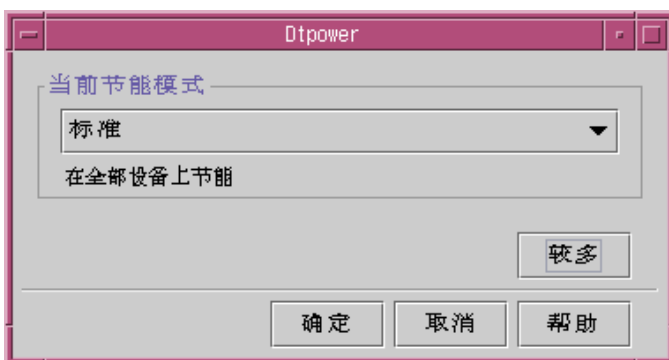 Dtpower
当前节能模式
标准
在全部设备上节能
较多
确定
取消
帮助